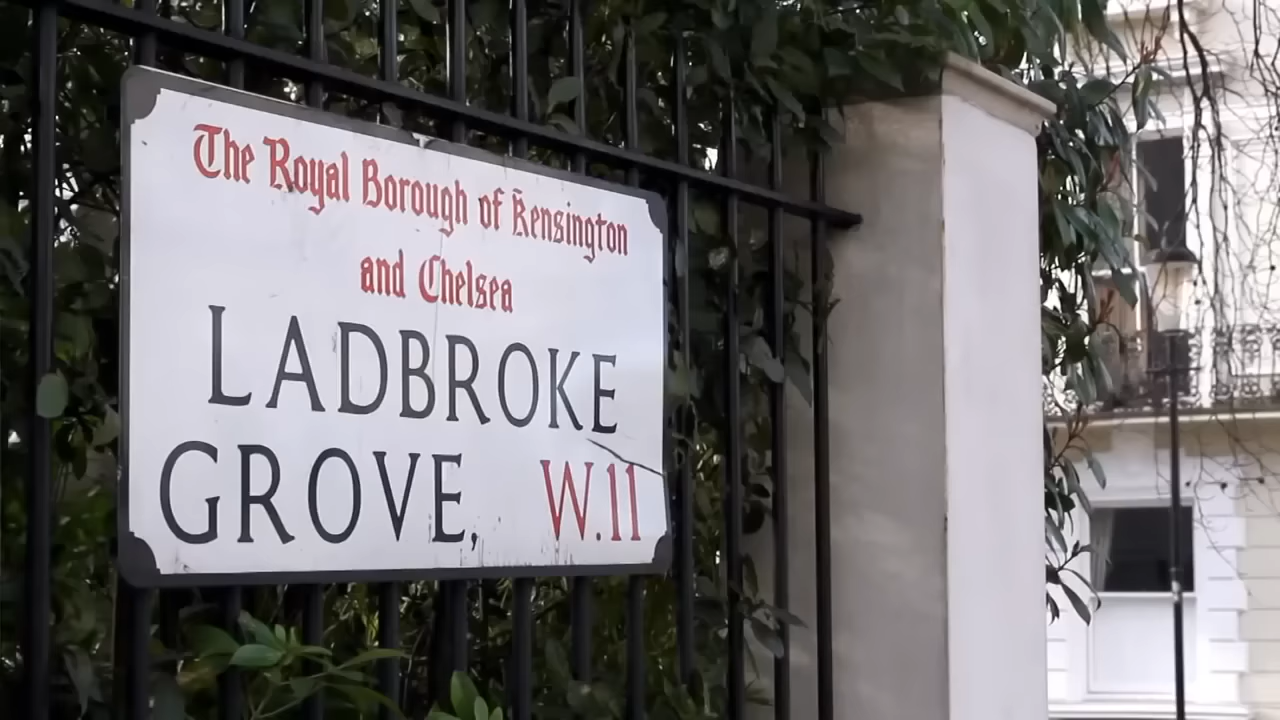 The Royal Borough of Kensington
and Chelsea
LADBROKE
GROVE, W.11